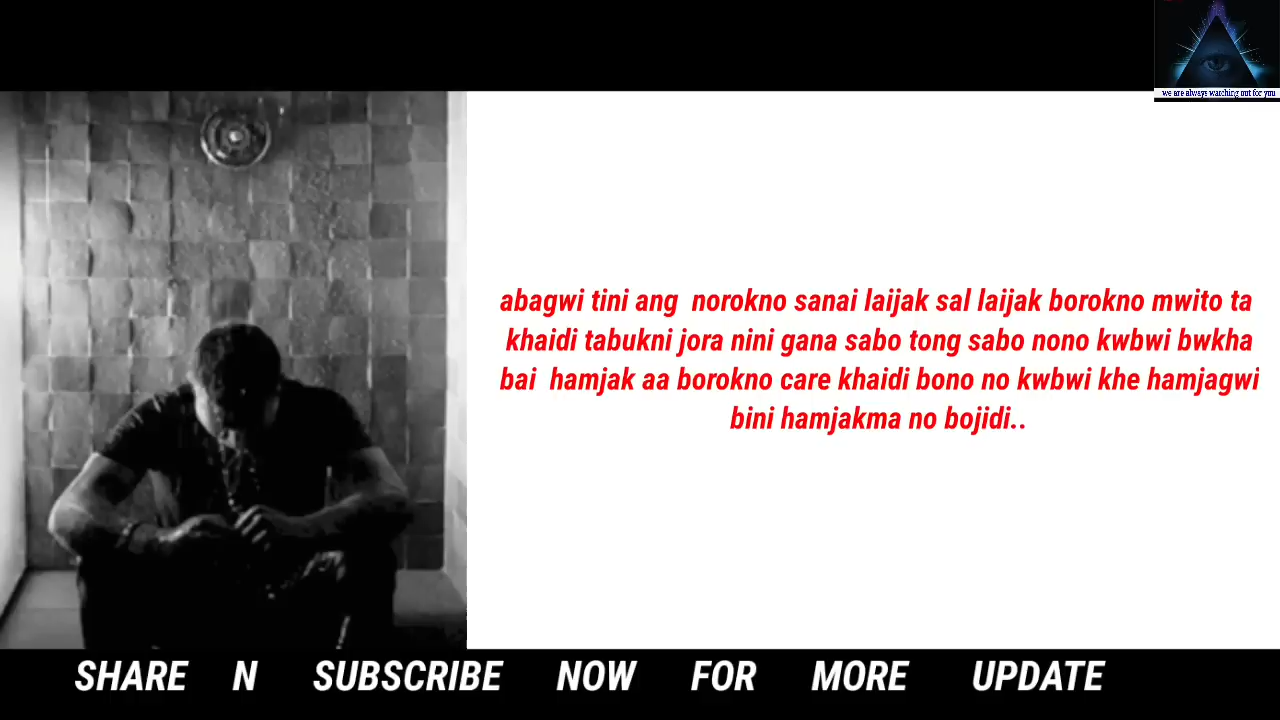 we are always watching out for you
abagwi tini ang norokno sanai laijak sal laijak borokno mwito ta
khaidi tabukni jora nini gana sabo tong sabo nono kwbwi bwkha
bai hamjak aa borokno care khaidi bono no kwbwi khe hamjagwi
bini hamjakma no bojidi..
SHARE N SUBSCRIBE NOW FOR MORE UPDATE